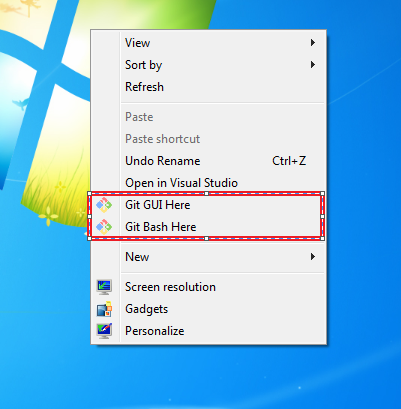 View
Sort by
Refresh
Paste
Paste shortcut
Undo Rename Ctrl+Z
Open in Visual Studio
Git GUI Here
Git Bash Here
New
Screen resolution
Gadgets
Personalize